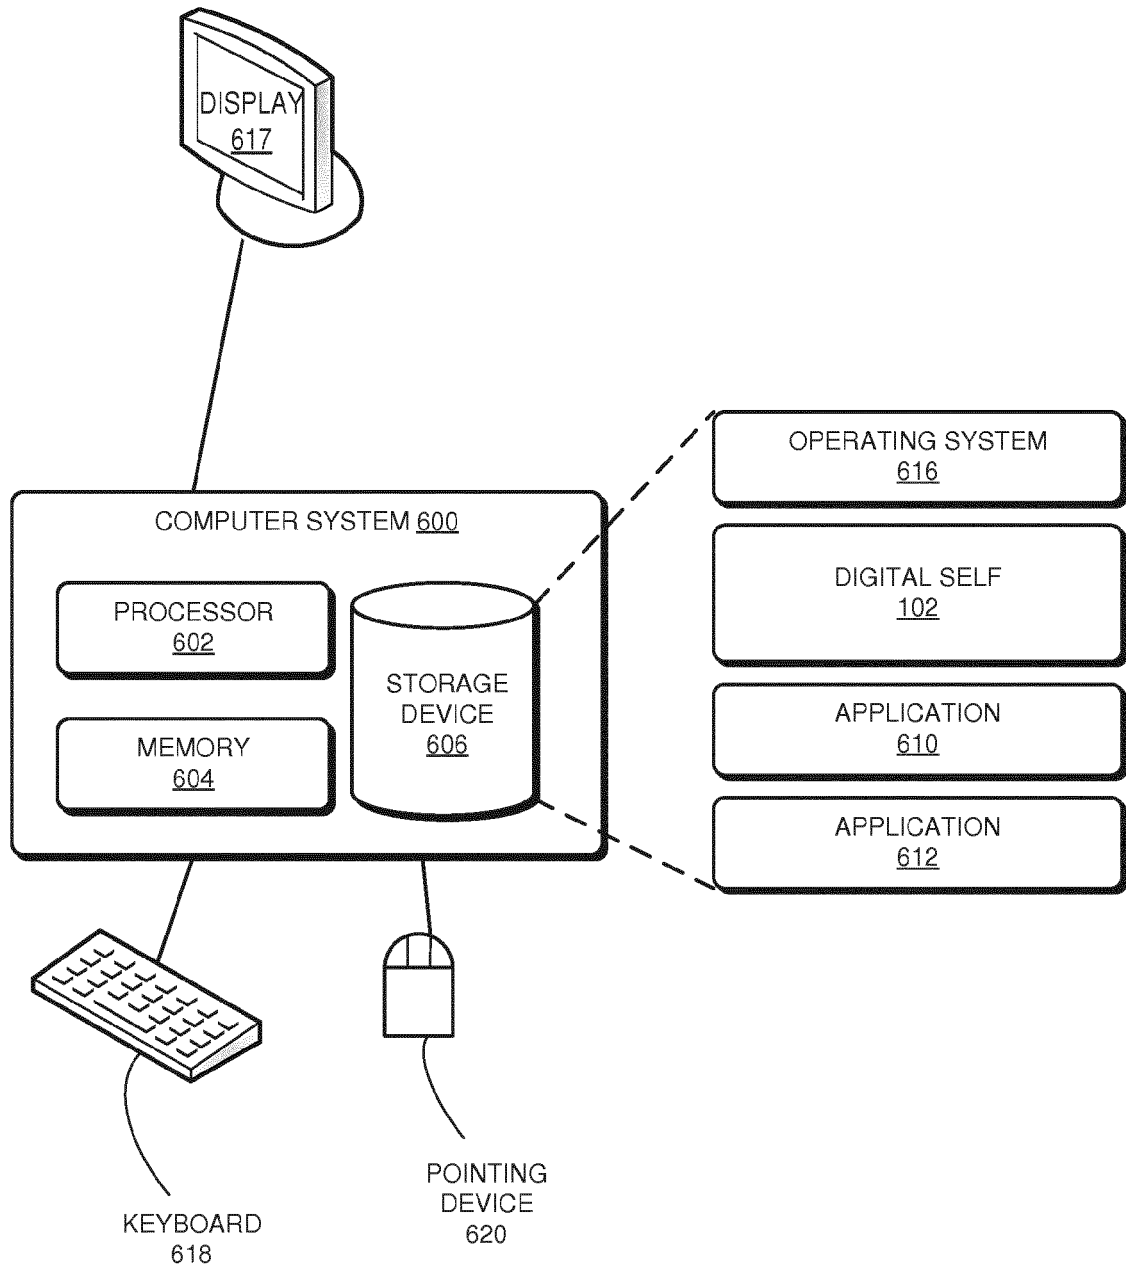 DISPLAY
617
OPERATING SYSTEM
616
COMPUTER SYSTEM 600
DIGITAL SELF
102
PROCESSOR
602
STORAGE
DEVICE
606
MEMORY
604
APPLICATION
610
APPLICATION
612
POINTING
DEVICE
620
KEYBOARD
618